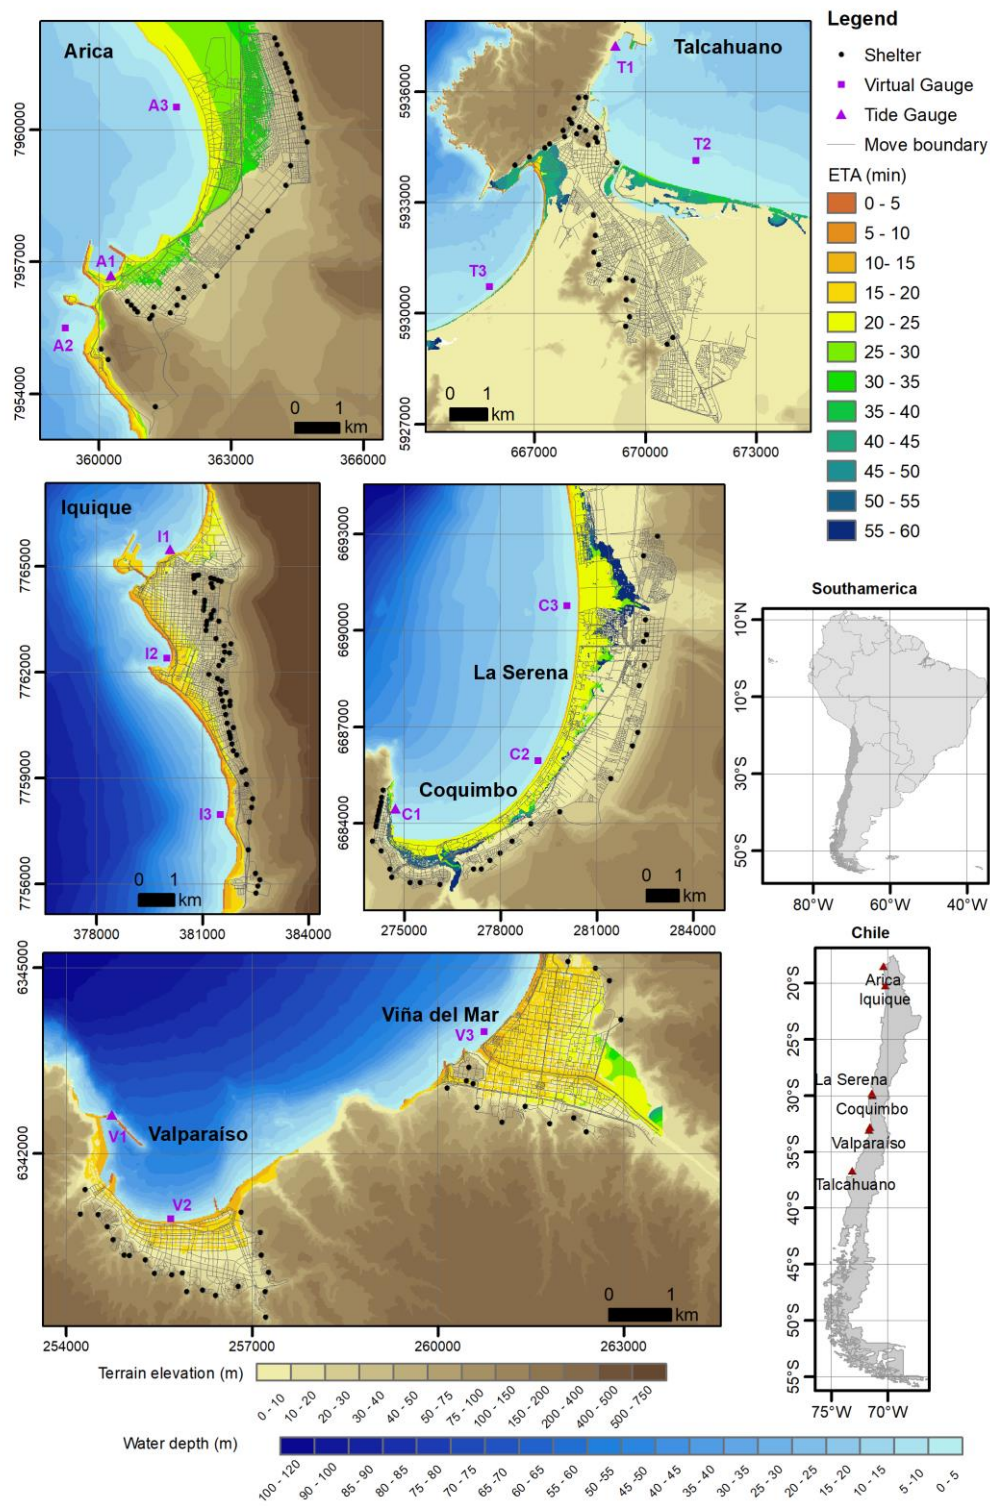 Arica
A3
A1
A2
7960000
7957000
7954000
0 1
km
360000
363000
366000
Talcahuano
T1
T2
T3
5936000
5933000
5930000
5927000
0 1
km
667000
670000
673000
Legend
Shelter
Virtual Gauge
Tide Gauge
Move boundary
ETA (min)
0 - 5
5 - 10
10- 15
15 - 20
20 - 25
25 - 30
30 - 35
35 - 40
40 - 45
45 - 50
50 - 55
55 - 60
Iquique
I1
I2
I3
7765000
7762000
7759000
7756000
0 1
km
378000
381000
384000
C3
La Serena
C2
Coquimbo
C1
6693000
6690000
6687000
6684000
0 1
km
275000
278000
281000
284000
Southamerica
10°N
10°S
30°S
50°S
80°W
60°W
40°W
Viña del Mar
V3
V1
Valparaíso
V2
6345000
6342000
0 1
km
254000
257000
260000
263000
Chile
20°S
25°S
30°S
35°S
40°S
45°S
50°S
55°S
Arica
Iquique
La Serena
Coquimbo
Valparaíso
Talcahuano
75°W
70°W
Terrain elevation (m)
0 - 10
10 - 20
20 - 30
30 - 40
40 - 50
50 - 75
75 - 100
100 - 150
150 - 200
200 - 400
400 - 500
500 - 750
Water depth (m)
100 - 120
90 - 100
85 - 90
80 - 85
75 - 80
70 - 75
65 - 70
60 - 65
55 - 60
50 - 55
45 - 50
40 - 45
35 - 40
30 - 35
25 - 30
20 - 25
15 - 20
10 - 15
5 - 10
0 - 5